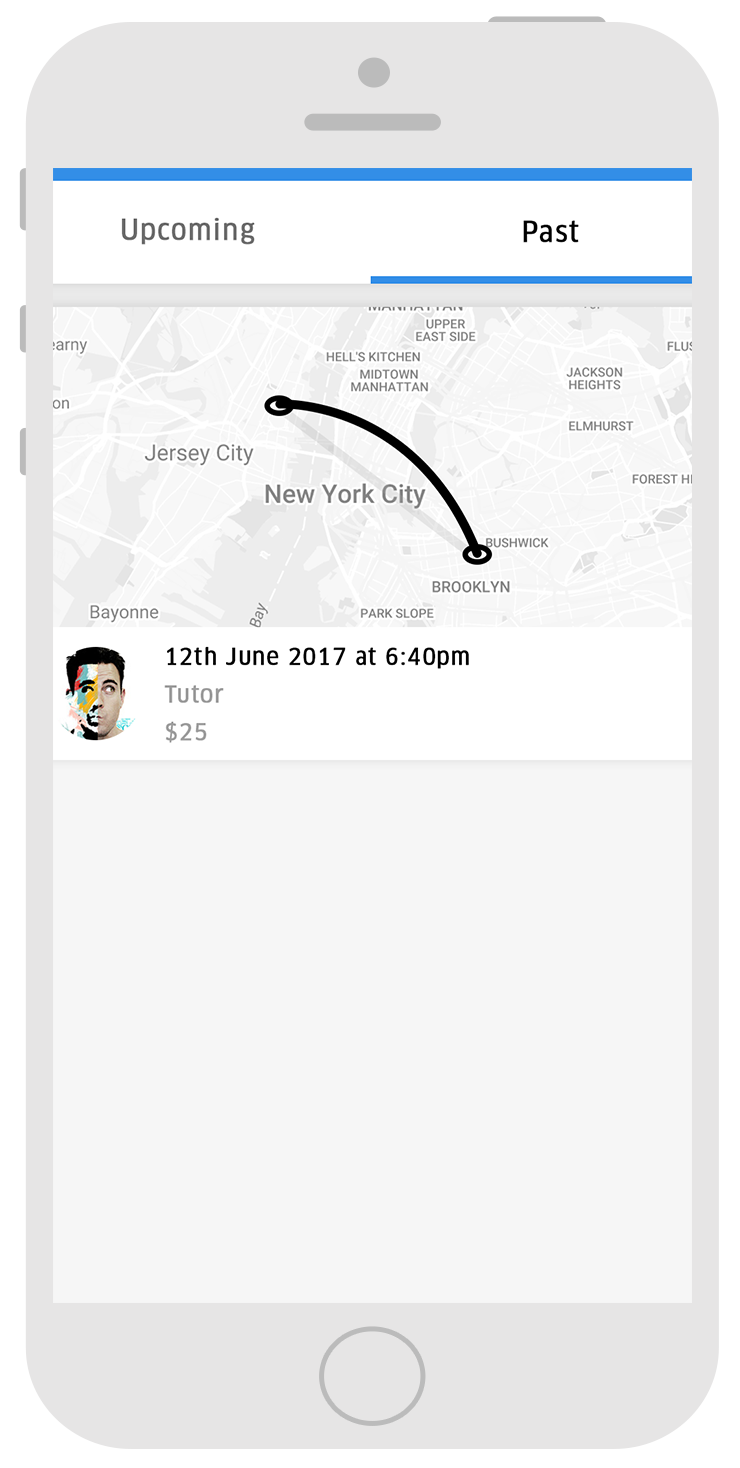 Upcoming
Past
MANHATTAN
UPPER
EAST SIDE
earny
HELL'S KITCHEN
FLUS
MIDTOWN
MANHATTAN
JACKSON
HEIGHTS
on
ELMHURST
Jersey City
FOREST H
New York City
BUSHWICK
BROOKLYN
R
Bay
Bayonne
PARK SLOPE
12th June 2017 at 6:40pm
Tutor
$25